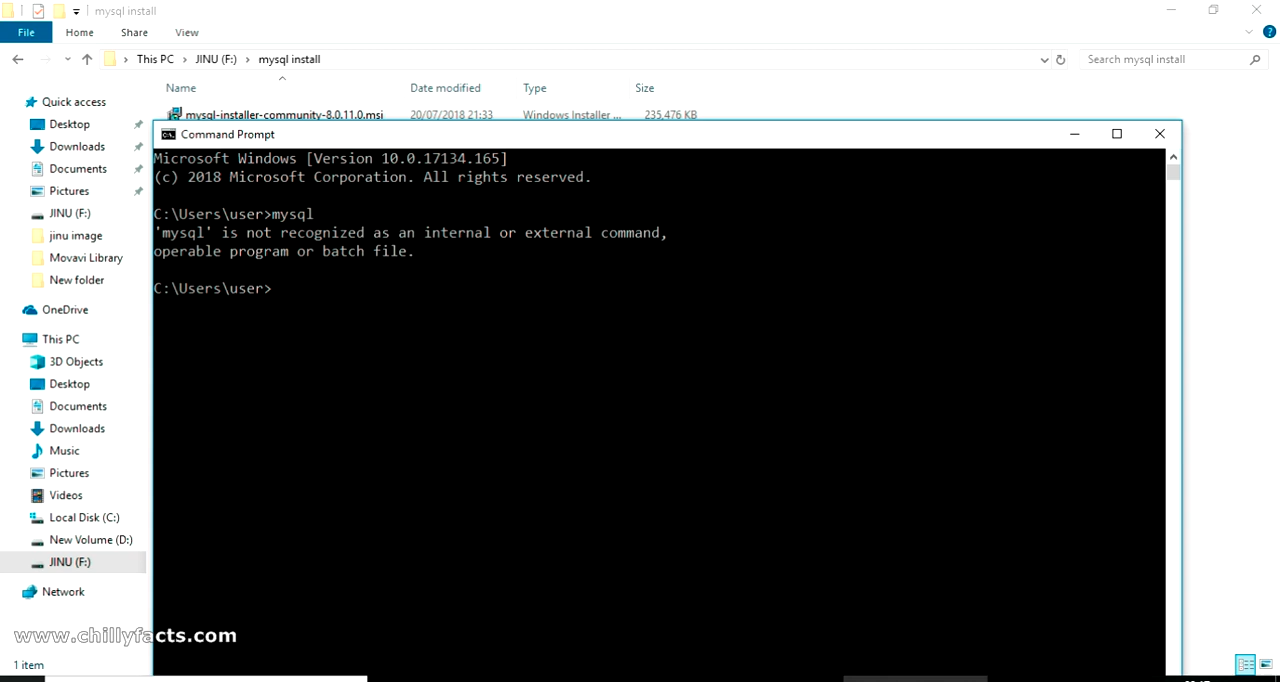 mysql install
File Home Share View
This PC > JINU (F:) > mysql install
Search mysql install
Name Date modified Type Size
mysql-installer-community-8.0.11.0.msi 20/07/2018 21:33 Windows Installer ... 235,476 KB
Quick access
Desktop
Downloads
Documents
Pictures
JINU (F:)
jinu image
Movavi Library
New folder
OneDrive
This PC
3D Objects
Desktop
Documents
Downloads
Music
Pictures
Videos
Local Disk (C:)
New Volume (D:)
JINU (F:)
Network
Command Prompt
Microsoft Windows [Version 10.0.17134.165]
(c) 2018 Microsoft Corporation. All rights reserved.
C:\Users\user>mysql
'mysql' is not recognized as an internal or external command,
operable program or batch file.
C:\Users\user>
www.chillyfacts.com
1 item